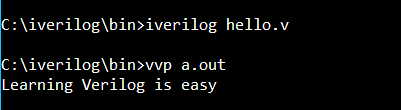 C:\iverilog\bin>iverilog hello.v
C:\iverilog\bin>vvp a.out
Learning Verilog is easy